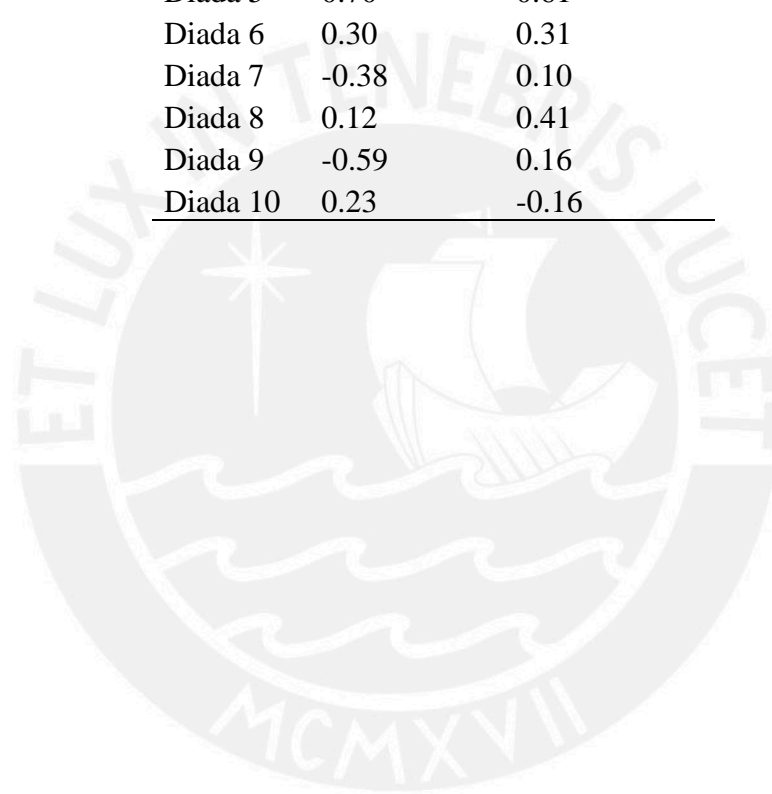 Diada 6 0.30 0.31
Diada 7 -0.38 0.10
Diada 8 0.12 0.41
Diada 9 -0.59 0.16
Diada 10 0.23 -0.16
ET LUX IN TENEBRIS LUCET
MCMXVII